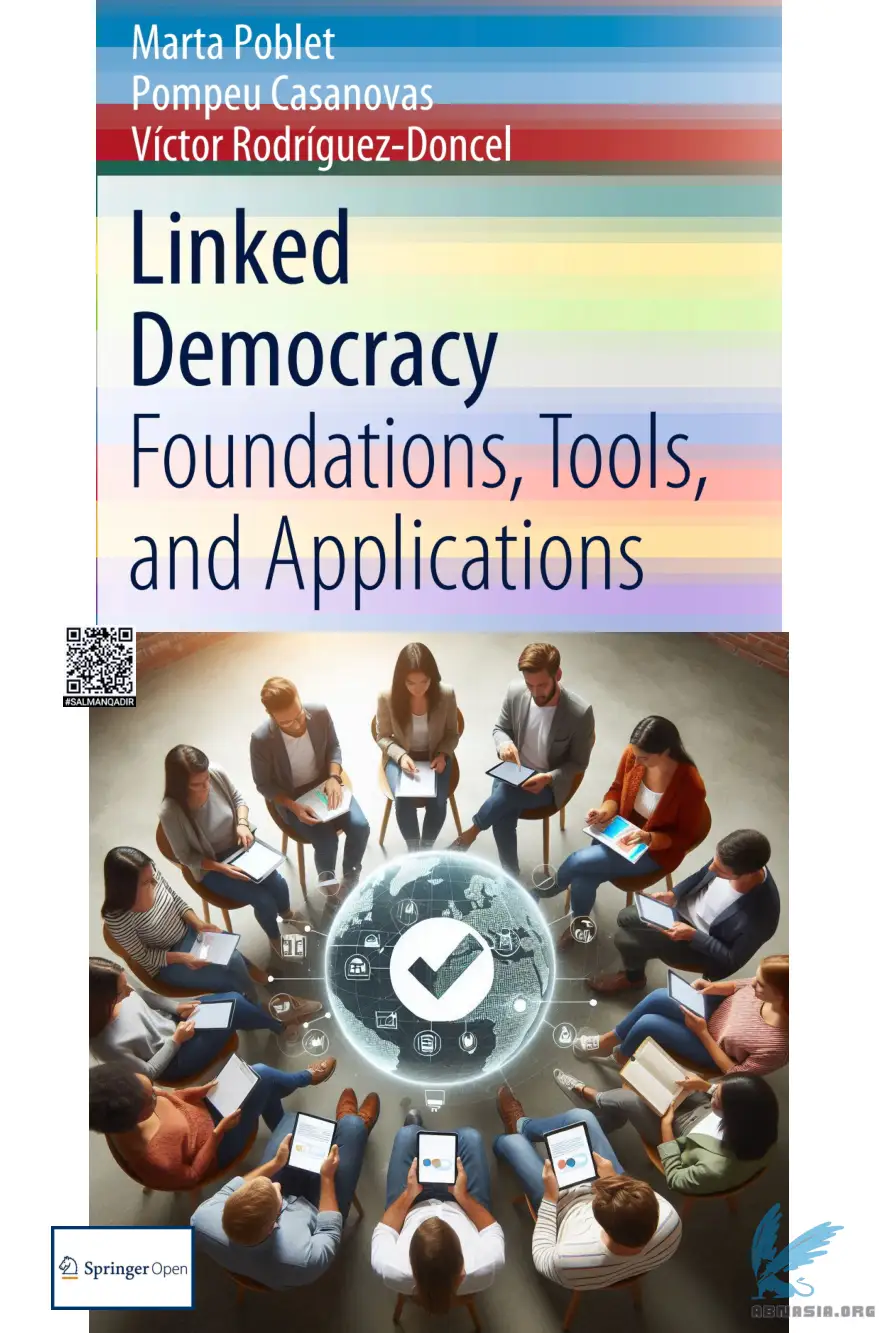 Marta Poblet
Pompeu Casanovas
Víctor Rodríguez-Doncel
Linked
Democracy
Foundations, Tools,
and Applications
#SALMANQADIR
Springer Open
ABNASIA.ORG